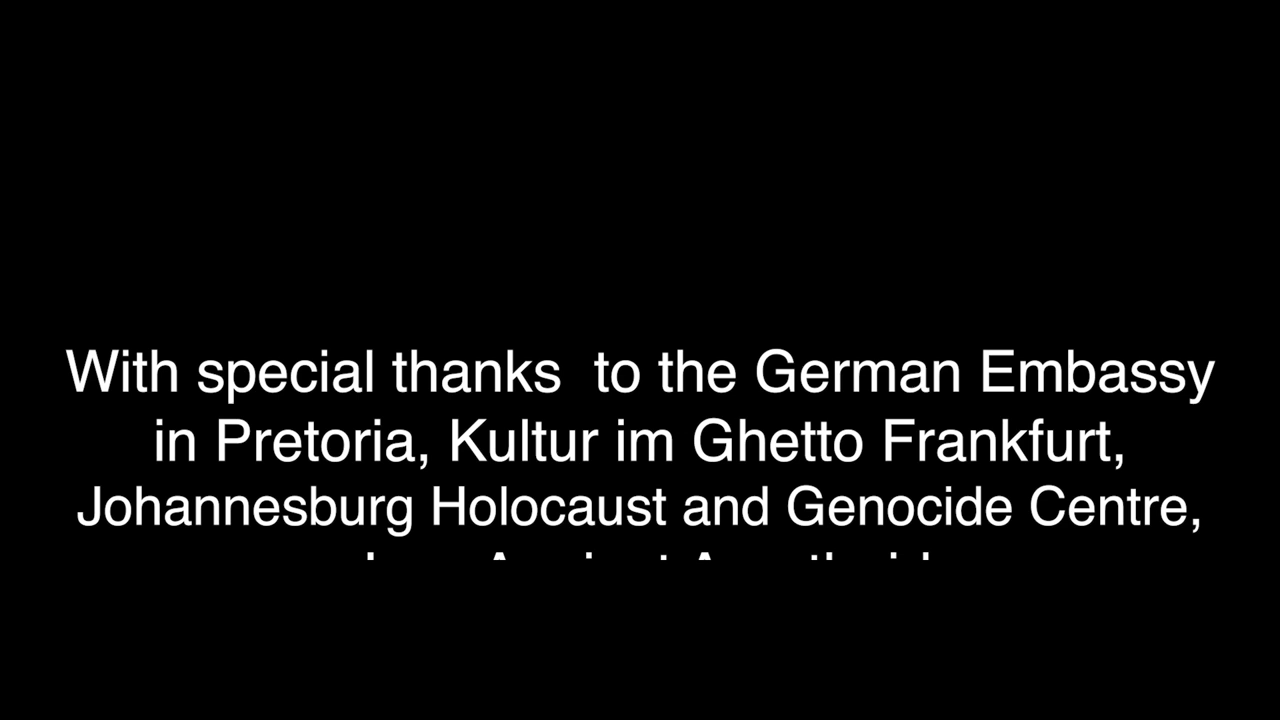 With special thanks  to the German Embassy
in Pretoria, Kultur im Ghetto Frankfurt,
Johannesburg Holocaust and Genocide Centre,